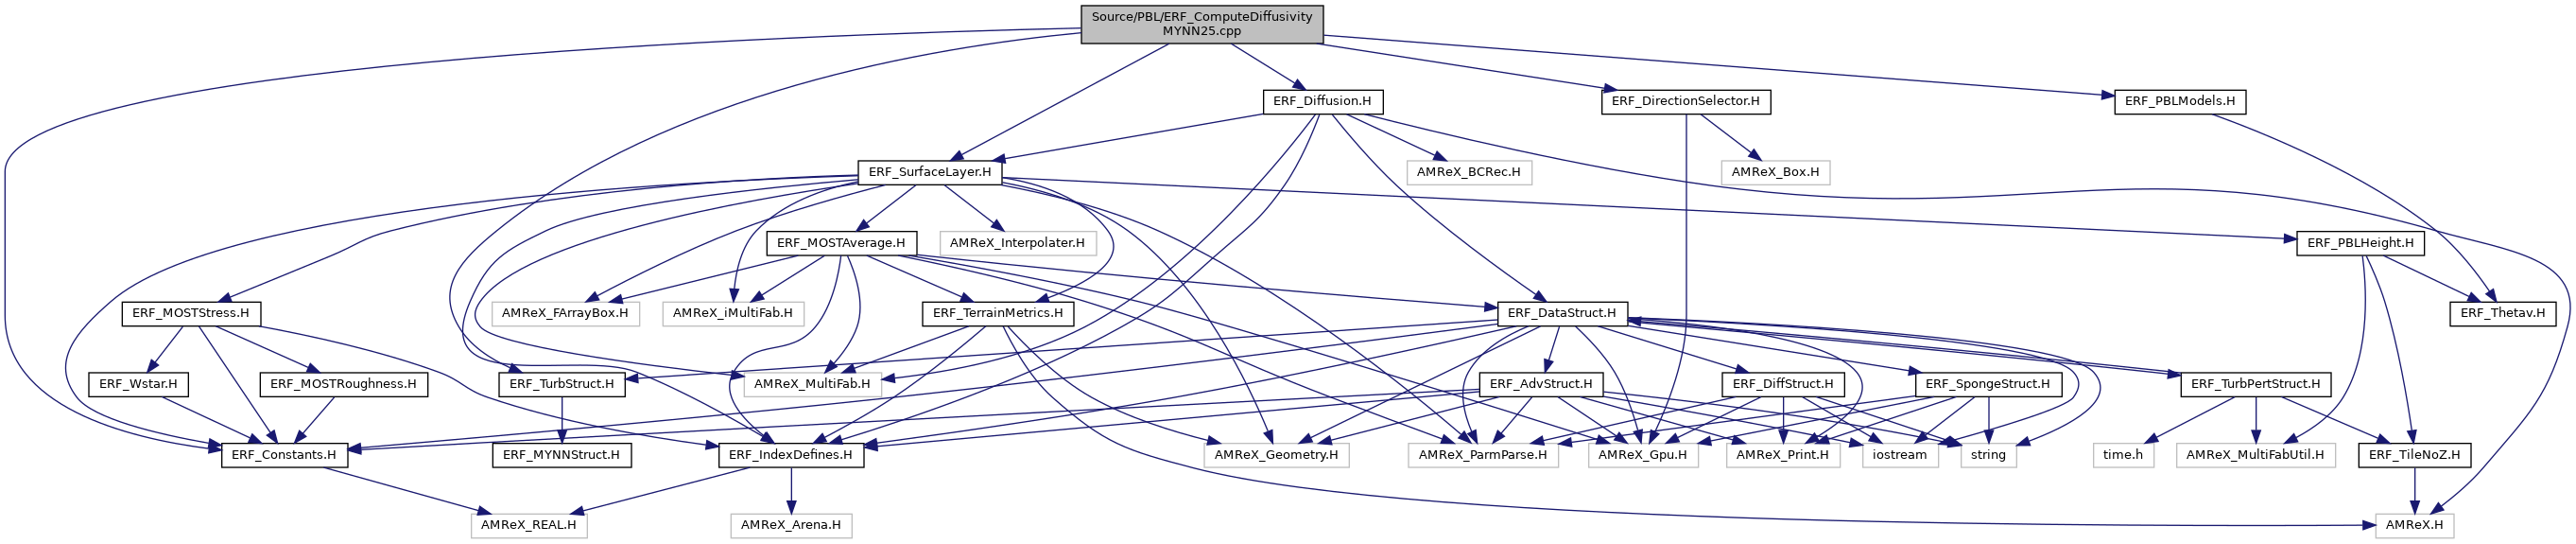 Source/PBL/ERF_ComputeDiffusivity
MYNN25.cpp
ERF_Diffusion.H
ERF_DirectionSelector.H
ERF_PBLModels.H
ERF_SurfaceLayer.H
AMReX_BCRec.H
AMReX_Box.H
ERF_MOSTAverage.H
AMReX_Interpolater.H
ERF_PBLHeight.H
ERF_MOSTStress.H
AMReX_FArrayBox.H
AMReX_iMultiFab.H
ERF_TerrainMetrics.H
ERF_DataStruct.H
ERF_Thetav.H
ERF_Wstar.H
ERF_MOSTRoughness.H
ERF_TurbStruct.H
AMReX_MultiFab.H
ERF_AdvStruct.H
ERF_DiffStruct.H
ERF_SpongeStruct.H
ERF_TurbPertStruct.H
ERF_Constants.H
ERF_MYNNStruct.H
ERF_IndexDefines.H
AMReX_Geometry.H
AMReX_ParmParse.H
AMReX_Gpu.H
AMReX_Print.H
iostream
string
time.h
AMReX_MultiFabUtil.H
ERF_TileNoZ.H
AMReX_REAL.H
AMReX_Arena.H
AMReX.H